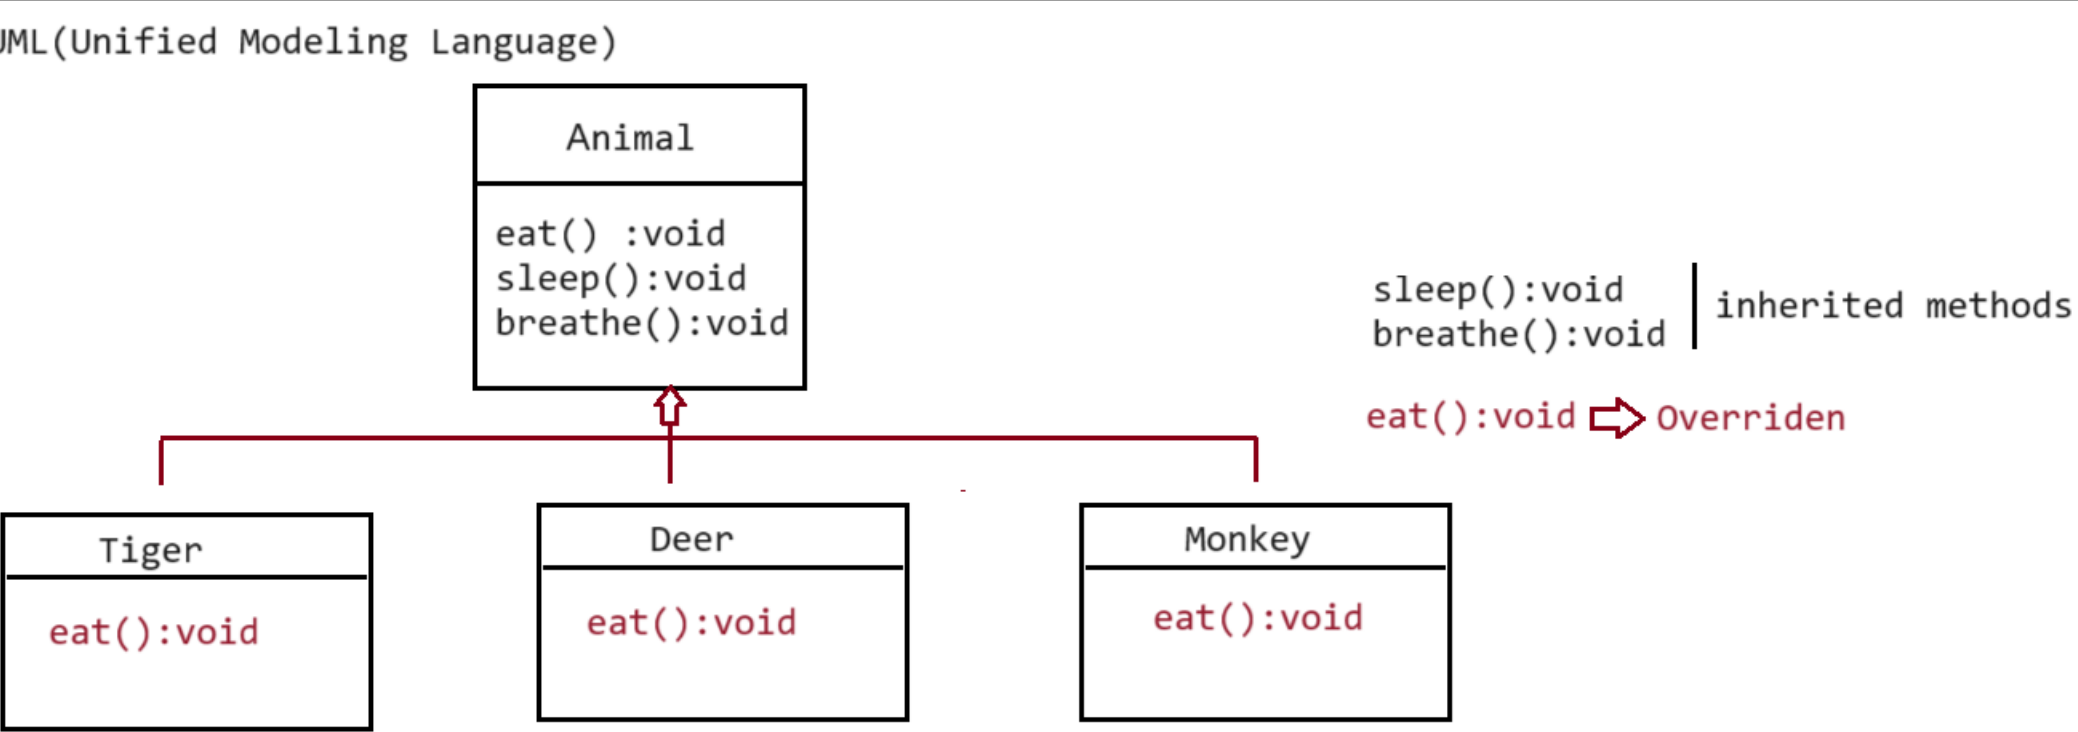 UML(Unified Modeling Language)
Animal
eat() :void
sleep():void
breathe():void
sleep():void
breathe():void
inherited methods
eat():void Overriden
Tiger
eat():void
Deer
eat():void
Monkey
eat():void